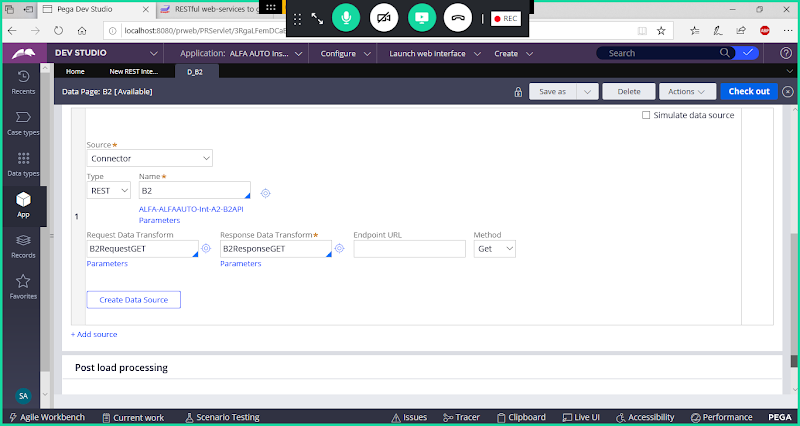 Pega Dev Studio
RESTful web-services to c
REC
localhost:8080/prweb/PRServlet/3RgaLFemDCaE
DEV STUDIO
Application: ALFA AUTO Ins...
Configure
Launch web interface
Create
Search
Home
New REST Inte...
D_B2
Data Page: B2 [Available]
Save as
Delete
Actions
Check out
Recents
Case types
Data types
App
Records
Favorites
SA
Simulate data source
Source★
Connector
Type
Name★
REST
B2
ALFA-ALFAAUTO-Int-A2-B2API
Parameters
1
Request Data Transform
Response Data Transform★
Endpoint URL
Method
B2RequestGET
B2ResponseGET
Get
Parameters
Parameters
Create Data Source
+ Add source
Post load processing
Agile Workbench
Current work
Scenario Testing
Issues
Tracer
Clipboard
Live UI
Accessibility
Performance
PEGA